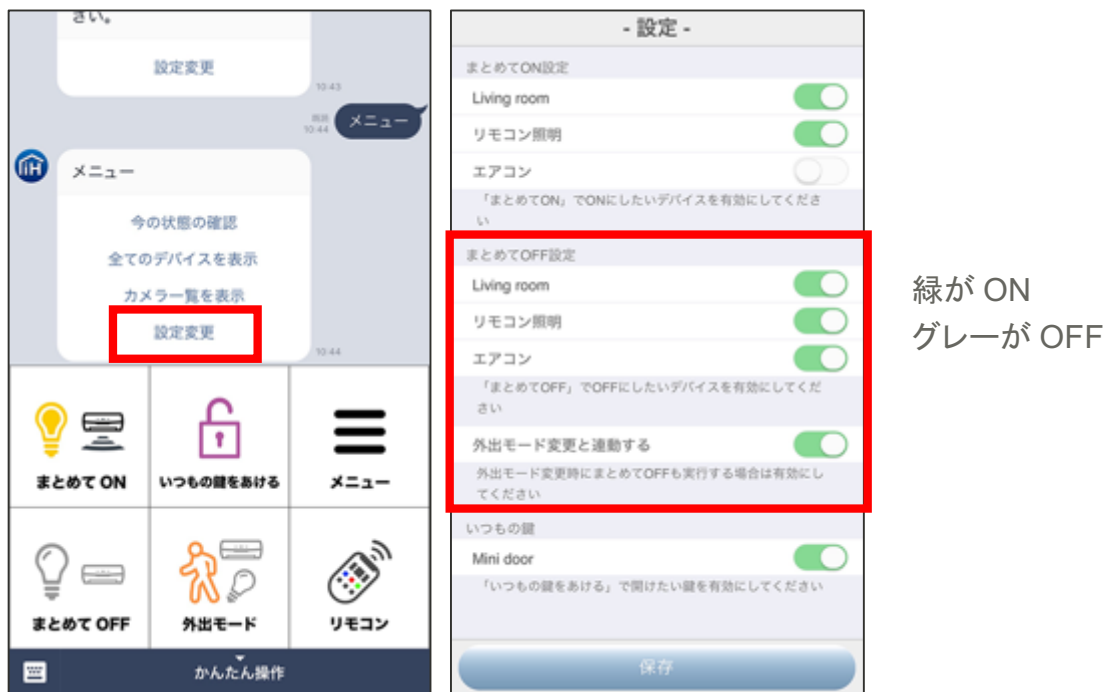 さい。
設定変更
10:43
既読
10:44
メニュー
iH
メニュー
今の状態の確認
全てのデバイスを表示
カメラ一覧を表示
設定変更
10:44
まとめて ON
いつもの鍵をあける
メニュー
まとめて OFF
外出モード
リモコン
かんたん操作
- 設定 -
まとめてON設定
Living room
リモコン照明
エアコン
「まとめてON」でONにしたいデバイスを有効にしてくださ
い
まとめてOFF設定
Living room
リモコン照明
エアコン
「まとめてOFF」でOFFにしたいデバイスを有効にしてくだ
さい
外出モード変更と連動する
外出モード変更時にまとめてOFFも実行する場合は有効にし
てください
いつもの鍵
Mini door
「いつもの鍵をあける」で開けたい鍵を有効にしてください
保存
緑が ON
グレーが OFF